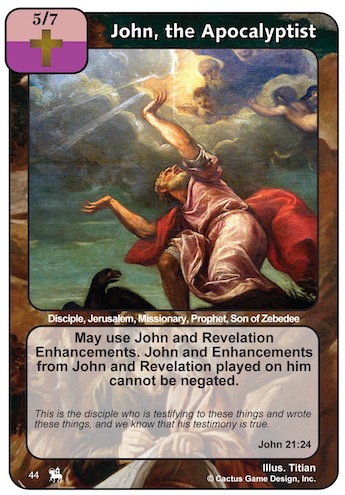 5/7
John, the Apocalyptist
Disciple, Jerusalem, Missionary, Prophet, Son of Zebedee
May use John and Revelation
Enhancements. John and Enhancements
from John and Revelation played on him
cannot be negated.
This is the disciple who is testifying to these things and wrote
these things, and we know that his testimony is true.
John 21:24
Illus. Titian
44
© Cactus Game Design, Inc.